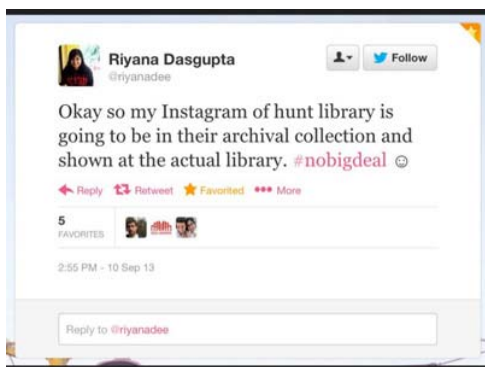 Riyana Dasgupta
@riyanadee
Follow
Okay so my Instagram of hunt library is
going to be in their archival collection and
shown at the actual library. #nobigdeal ☺
Reply Retweet Favorited More
5
FAVORITES
2:55 PM - 10 Sep 13
Reply to @riyanadee